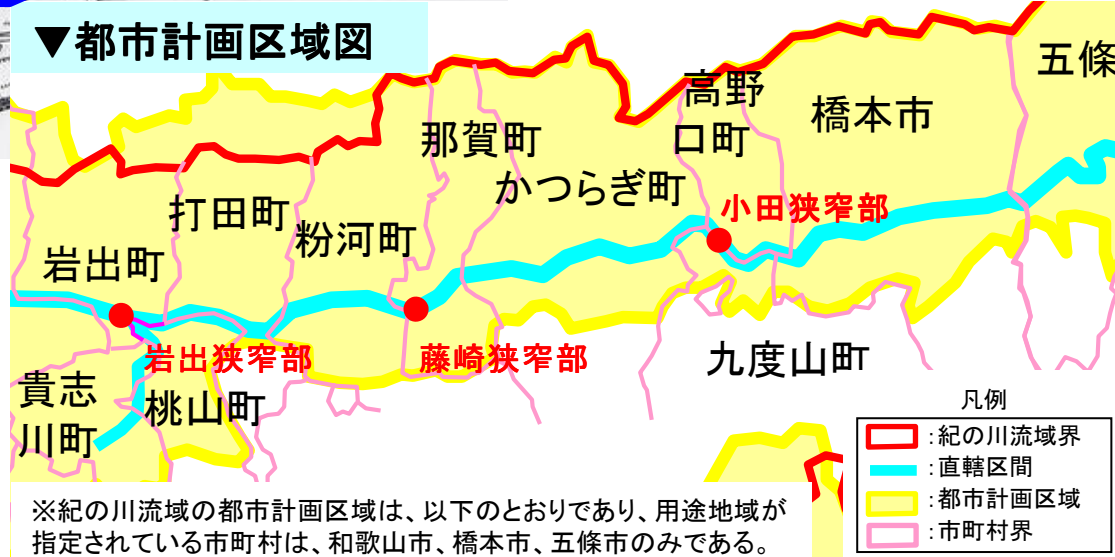 ▼都市計画区域図
五條
高野
口町
橋本市
那賀町
かつらぎ町
打田町
粉河町
小田狭窄部
岩出町
岩出狭窄部
藤崎狭窄部
九度山町
貴志
川町
桃山町
凡例
:紀の川流域界
:直轄区間
:都市計画区域
:市町村界
※紀の川流域の都市計画区域は、以下のとおりであり、用途地域が
指定されている市町村は、和歌山市、橋本市、五條市のみである。